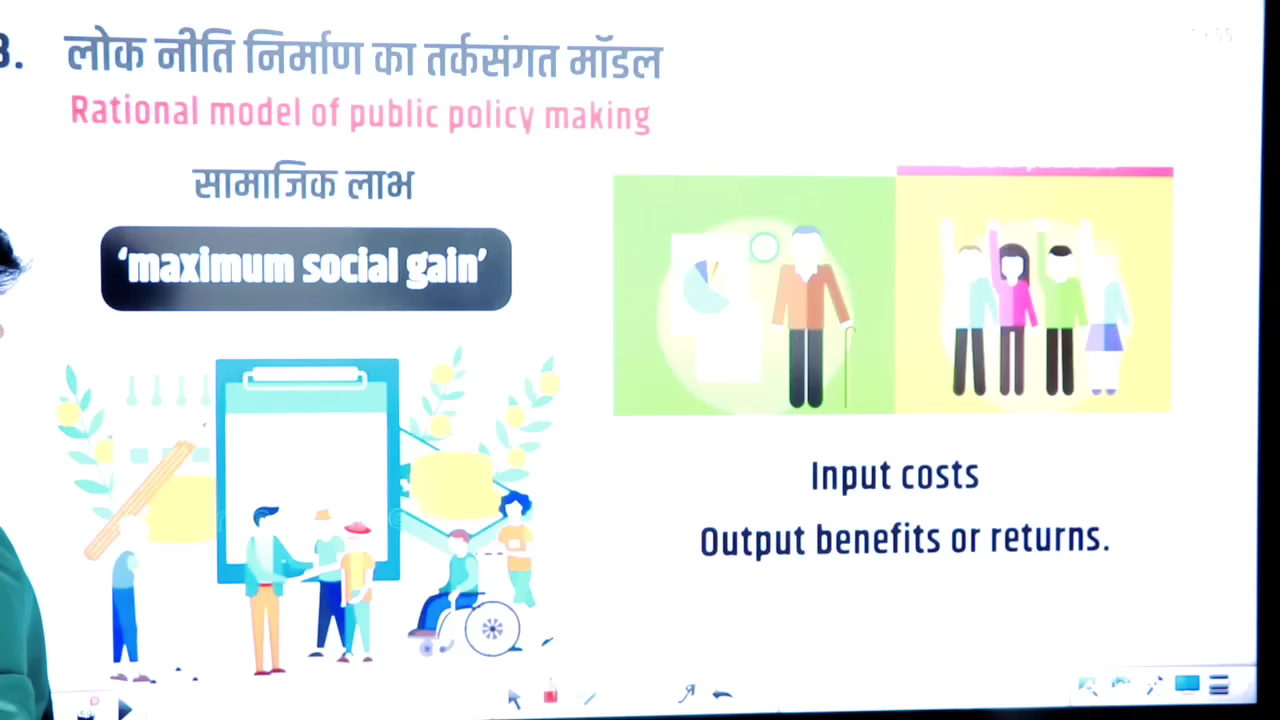 3.
लोक नीति निर्माण का तर्कसंगत मॉडल
Rational model of public policy making
सामाजिक लाभ
‘maximum social gain’
Input costs
Output benefits or returns.